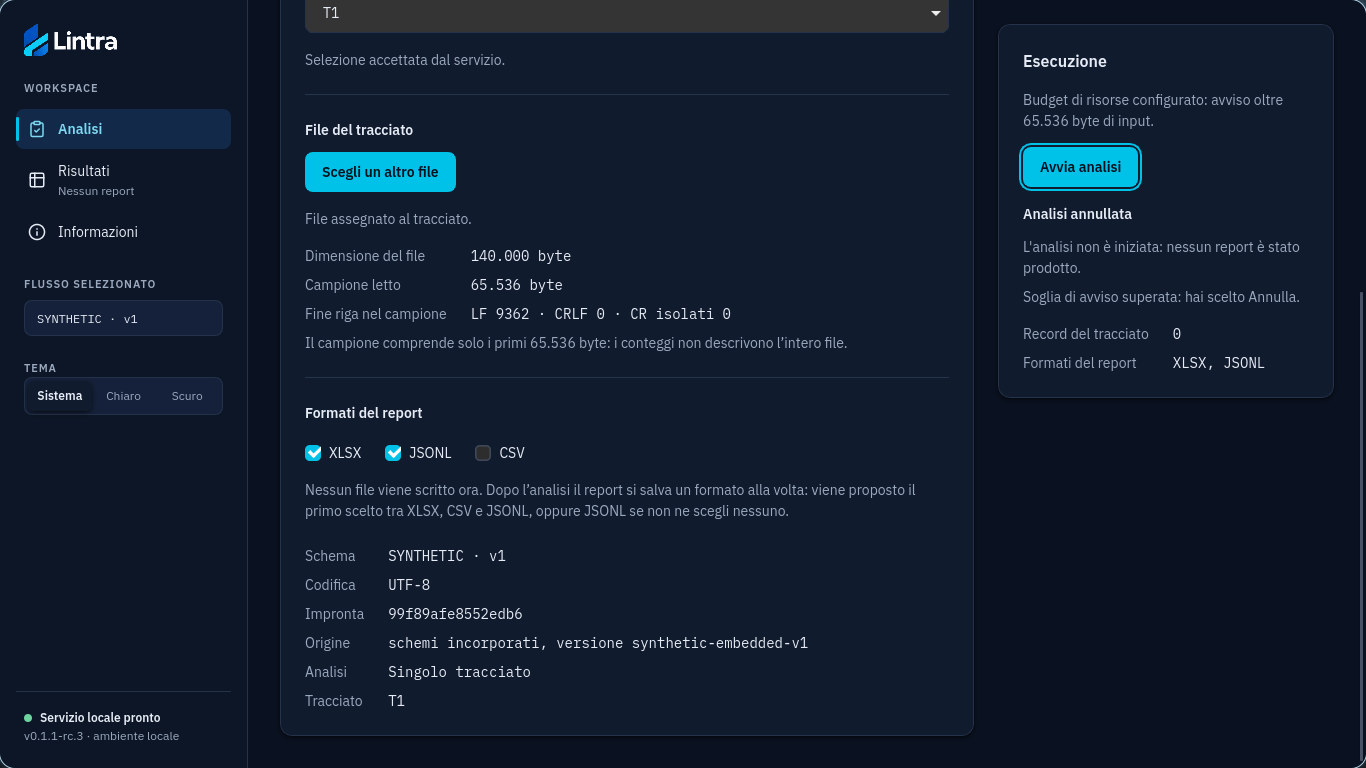 Lintra
WORKSPACE
Analisi
Risultati
Nessun report
Informazioni
FLUSSO SELEZIONATO
SYNTHETIC · v1
TEMA
Sistema
Chiaro
Scuro
Servizio locale pronto
v0.1.1-rc.3 · ambiente locale
T1
Selezione accettata dal servizio.
File del tracciato
Scegli un altro file
File assegnato al tracciato.
Dimensione del file 140.000 byte
Campione letto 65.536 byte
Fine riga nel campione LF 9362 · CRLF 0 · CR isolati 0
Il campione comprende solo i primi 65.536 byte: i conteggi non descrivono l’intero file.
Formati del report
XLSX JSONL CSV
Nessun file viene scritto ora. Dopo l’analisi il report si salva un formato alla volta: viene proposto il
primo scelto tra XLSX, CSV e JSONL, oppure JSONL se non ne scegli nessuno.
Schema SYNTHETIC · v1
Codifica UTF-8
Impronta 99f89afe8552edb6
Origine schemi incorporati, versione synthetic-embedded-v1
Analisi Singolo tracciato
Tracciato T1
Esecuzione
Budget di risorse configurato: avviso oltre
65.536 byte di input.
Avvia analisi
Analisi annullata
L'analisi non è iniziata: nessun report è stato
prodotto.
Soglia di avviso superata: hai scelto Annulla.
Record del tracciato 0
Formati del report XLSX, JSONL